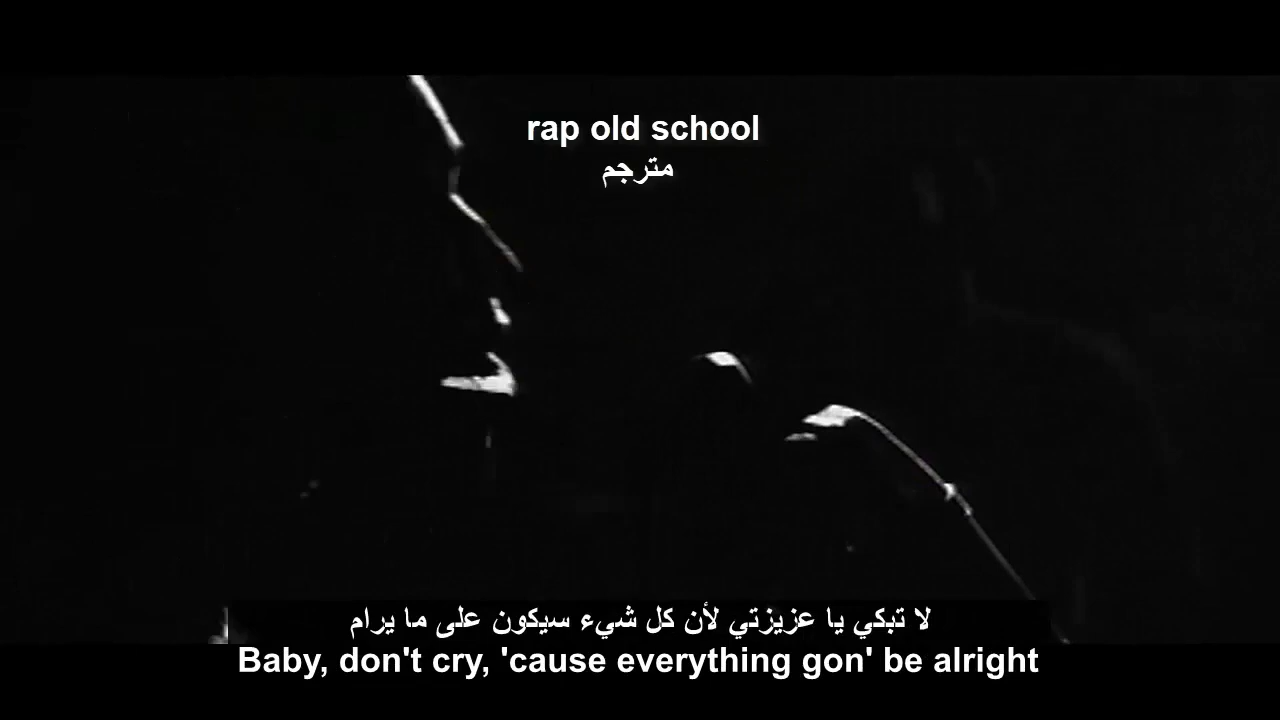 rap old school
مترجم
لا تبكي يا عزيزتي لأن كل شيء سيكون على ما يرام
Baby, don't cry, 'cause everything gon' be alright